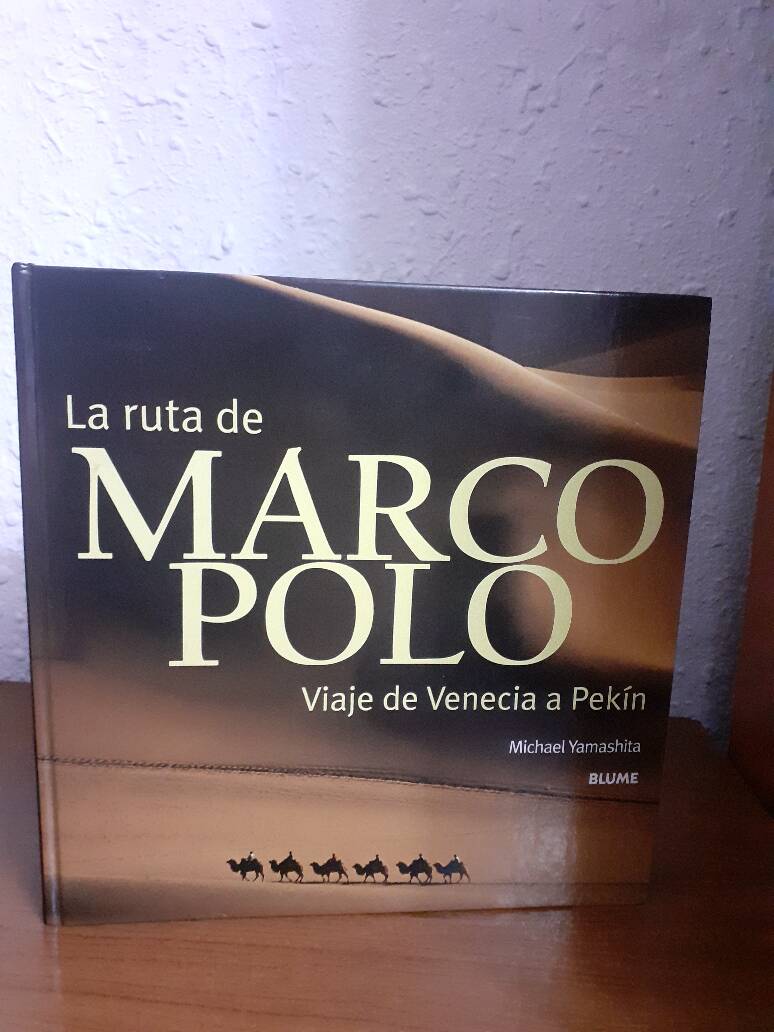 La ruta de
MARCO
POLO
Viaje de Venecia a Pekín
Michael Yamashita
BLUME